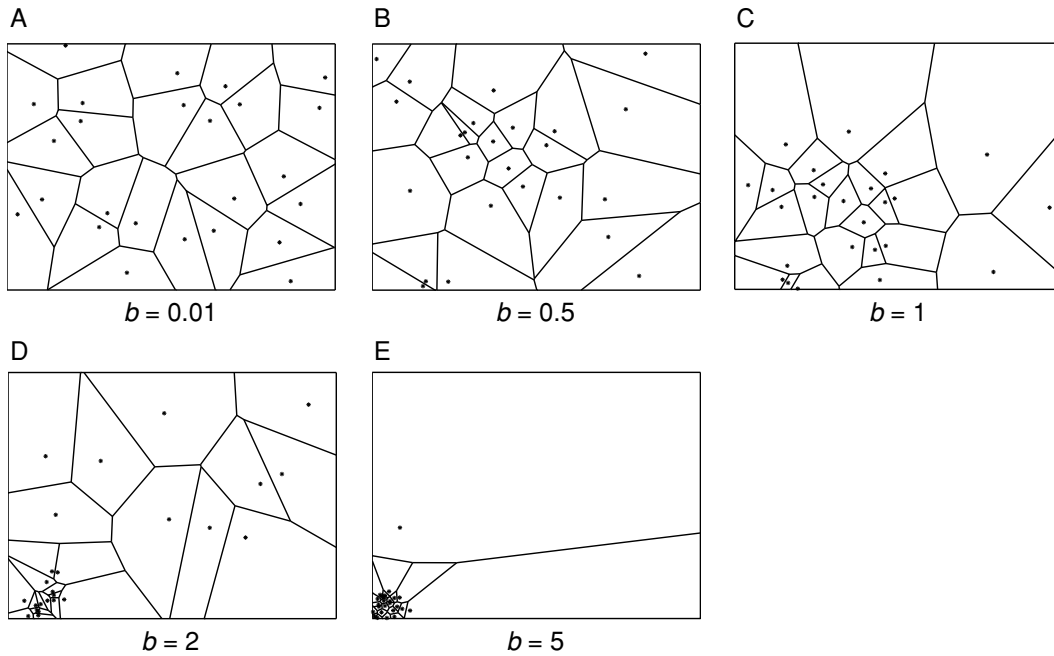 A
B
C
b = 0.01
b = 0.5
b = 1
D
E
b = 2
b = 5